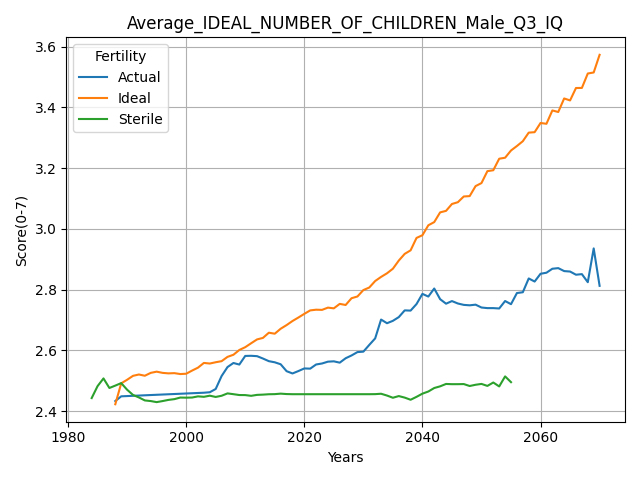 Average_IDEAL_NUMBER_OF_CHILDREN_Male_Q3_IQ
Fertility
Actual
Ideal
Sterile
3.6
3.4
3.2
3.0
2.8
2.6
2.4
Score(0-7)
1980 2000 2020 2040 2060
Years